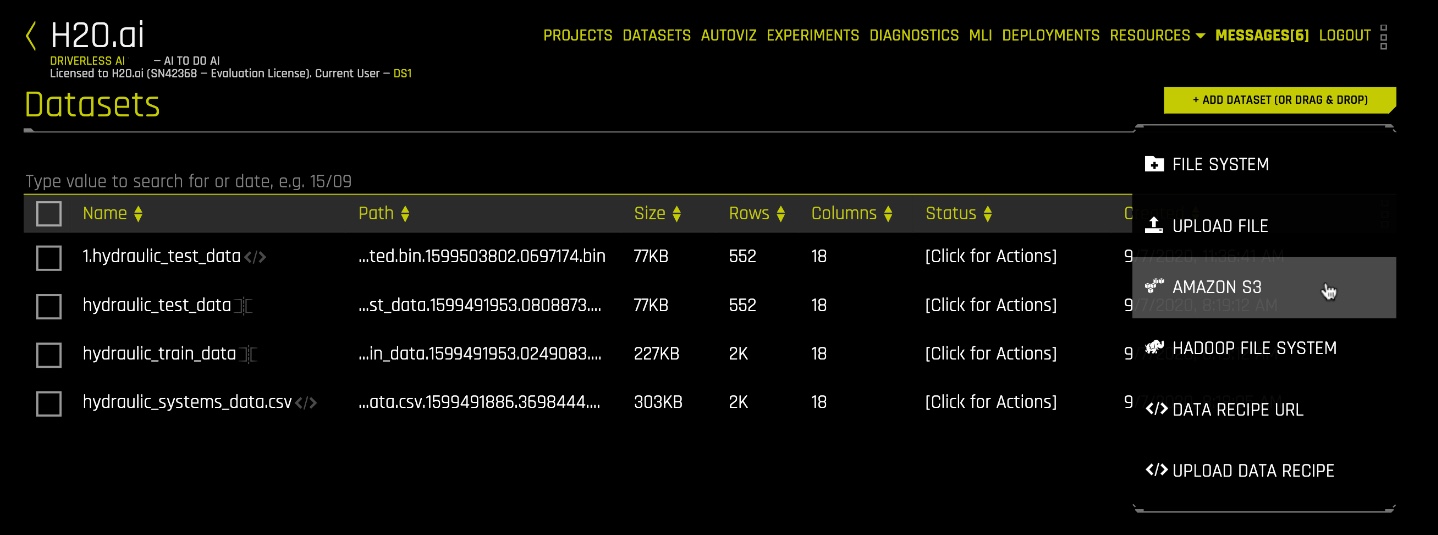 H2O.ai
PROJECTS DATASETS AUTOVIZ EXPERIMENTS DIAGNOSTICS MLI DEPLOYMENTS RESOURCES MESSAGES[6] LOGOUT
DRIVERLESS AI — AI TO DO AI
Licensed to H2O.ai (SN42368 — Evaluation License). Current User — DS1
Datasets
+ ADD DATASET (OR DRAG & DROP)
FILE SYSTEM
UPLOAD FILE
AMAZON S3
HADOOP FILE SYSTEM
</> DATA RECIPE URL
</> UPLOAD DATA RECIPE
Type value to search for or date, e.g. 15/09
Name Path Size Rows Columns Status
1.hydraulic_test_data </> ...ted.bin.1599503802.0697174.bin 77KB 552 18 [Click for Actions] 9/7/2020, 11:36:41 AM
hydraulic_test_data ...st_data.1599491953.0808873.... 77KB 552 18 [Click for Actions] 9/7/2020, 8:19:12 AM
hydraulic_train_data ...in_data.1599491953.0249083.... 227KB 2K 18 [Click for Actions] 9
hydraulic_systems_data.csv </> ...ata.csv.1599491886.3698444.... 303KB 2K 18 [Click for Actions] 9